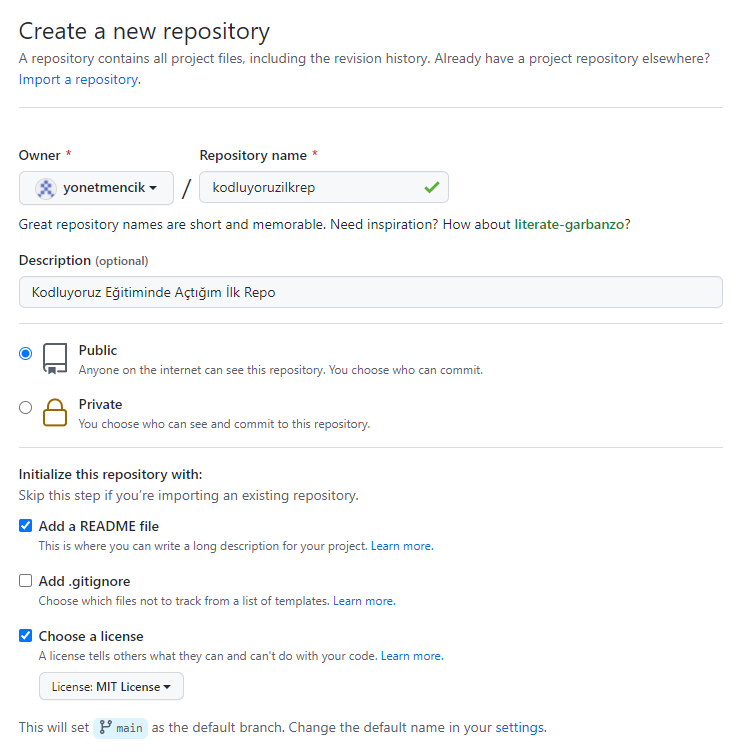 Create a new repository
A repository contains all project files, including the revision history. Already have a project repository elsewhere?
Import a repository.
Owner * Repository name *
yonetmencik / kodluyoruzilkrep
Great repository names are short and memorable. Need inspiration? How about literate-garbanzo?
Description (optional)
Kodluyoruz Eğitiminde Açtığım İlk Repo
Public
Anyone on the internet can see this repository. You choose who can commit.
Private
You choose who can see and commit to this repository.
Initialize this repository with:
Skip this step if you're importing an existing repository.
Add a README file
This is where you can write a long description for your project. Learn more.
Add .gitignore
Choose which files not to track from a list of templates. Learn more.
Choose a license
A license tells others what they can and can't do with your code. Learn more.
License: MIT License
This will set main as the default branch. Change the default name in your settings.